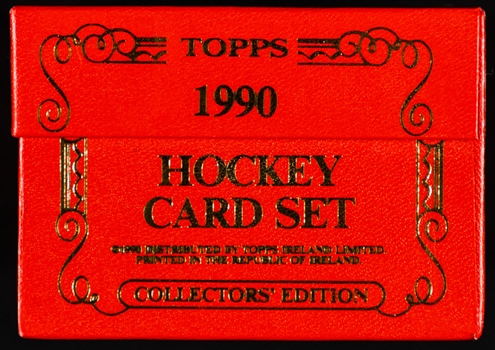 TOPPS
1990
HOCKEY
CARD SET
©1990 DISTRIBUTED BY TOPPS IRELAND LIMITED
PRINTED IN THE REPUBLIC OF IRELAND.
COLLECTORS' EDITION